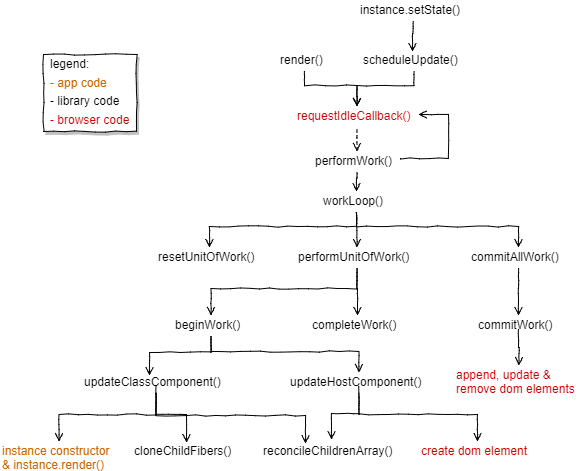 instance.setState()
render()
scheduleUpdate()
legend:
- app code
- library code
- browser code
requestIdleCallback()
performWork()
workLoop()
resetUnitOfWork()
performUnitOfWork()
commitAllWork()
beginWork()
completeWork()
commitWork()
append, update &
remove dom elements
updateClassComponent()
updateHostComponent()
instance constructor
& instance.render()
cloneChildFibers()
reconcileChildrenArray()
create dom element